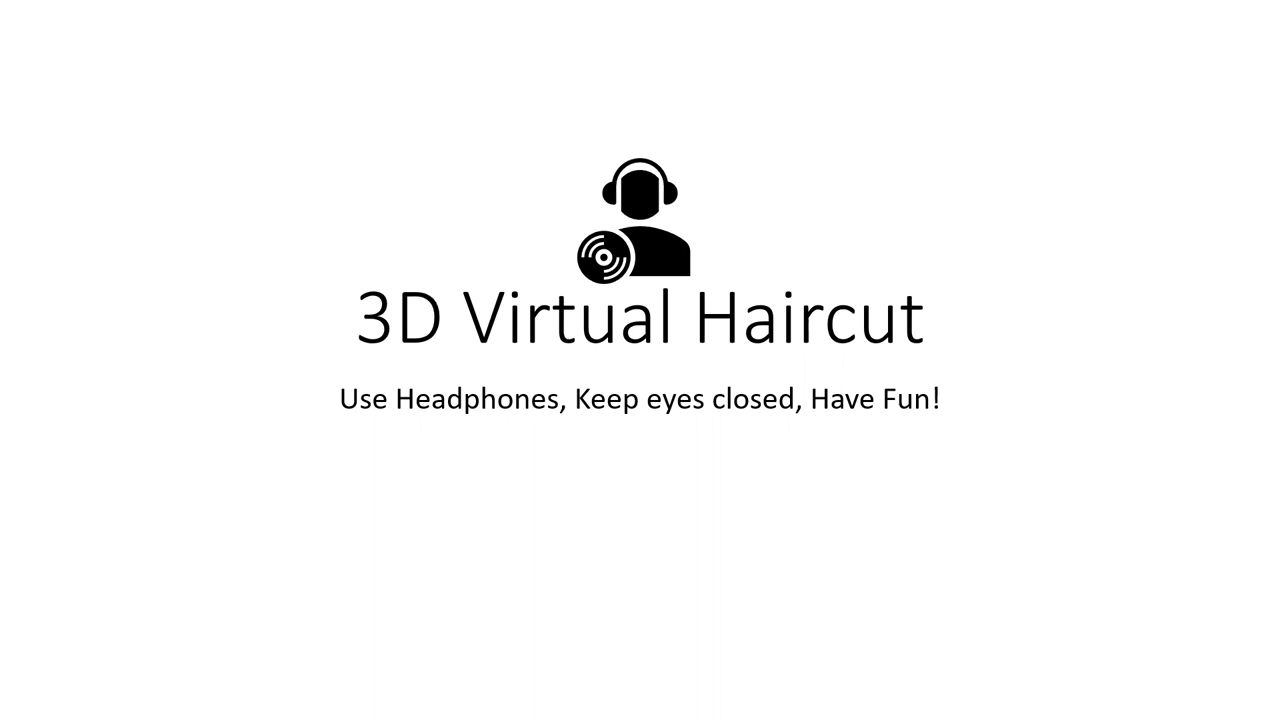 3D Virtual Haircut
Use Headphones, Keep eyes closed, Have Fun!